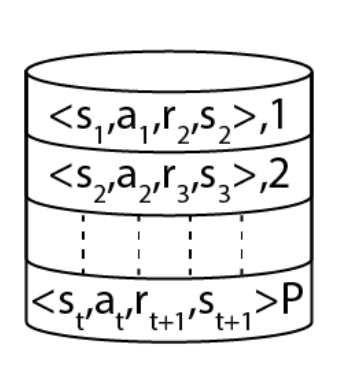 <s₁,a₁,r₂,s₂>,1
<s₂,a₂,r₃,s₃>,2
<sₜ,aₜ,rₜ₊₁,sₜ₊₁>P